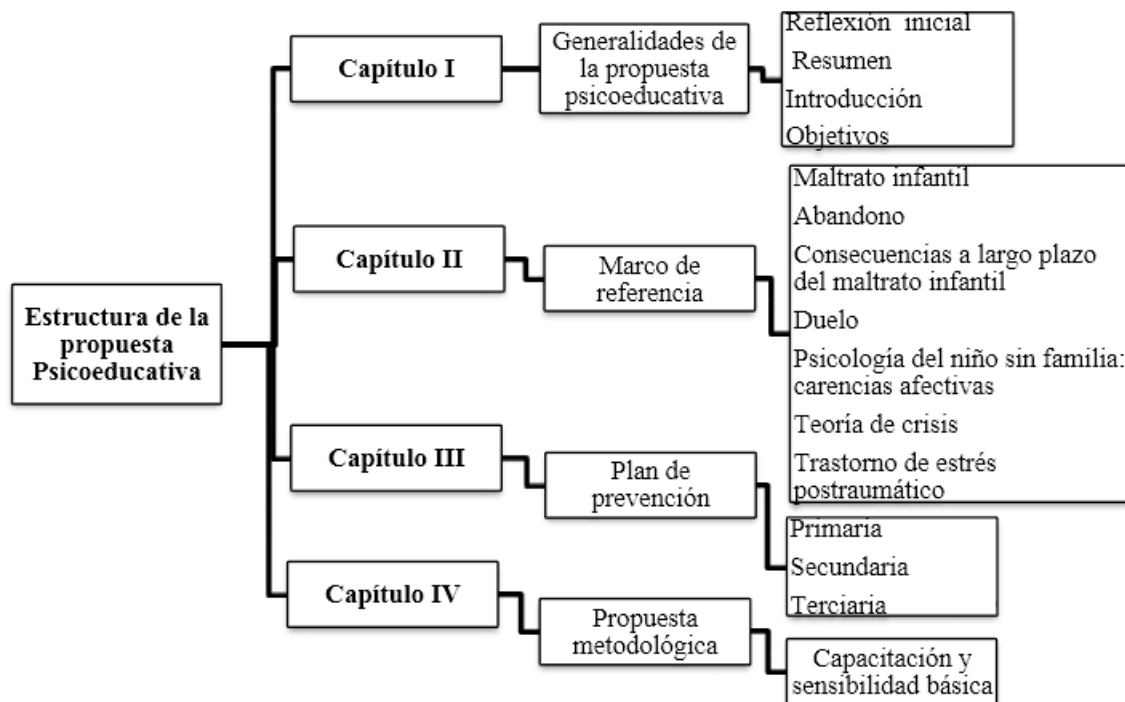 Estructura de la
propuesta
Psicoeducativa
Capítulo I
Generalidades de
la propuesta
psicoeducativa
Reflexión inicial
Resumen
Introducción
Objetivos
Capítulo II
Marco de
referencia
Maltrato infantil
Abandono
Consecuencias a largo plazo
del maltrato infantil
Duelo
Psicología del niño sin familia:
carencias afectivas
Teoría de crisis
Trastorno de estrés
postraumático
Capítulo III
Plan de
prevención
Primaria
Secundaria
Terciaria
Capítulo IV
Propuesta
metodológica
Capacitación y
sensibilidad básica